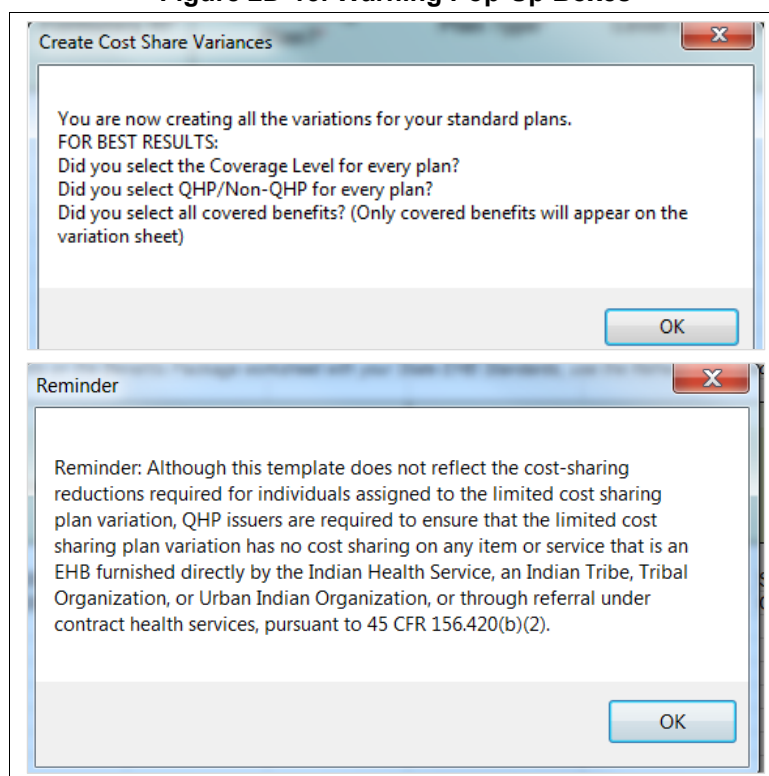 Create Cost Share Variances
You are now creating all the variations for your standard plans.
FOR BEST RESULTS:
Did you select the Coverage Level for every plan?
Did you select QHP/Non-QHP for every plan?
Did you select all covered benefits? (Only covered benefits will appear on the
variation sheet)
OK
Reminder
Reminder: Although this template does not reflect the cost-sharing
reductions required for individuals assigned to the limited cost sharing
plan variation, QHP issuers are required to ensure that the limited cost
sharing plan variation has no cost sharing on any item or service that is an
EHB furnished directly by the Indian Health Service, an Indian Tribe, Tribal
Organization, or Urban Indian Organization, or through referral under
contract health services, pursuant to 45 CFR 156.420(b)(2).
OK